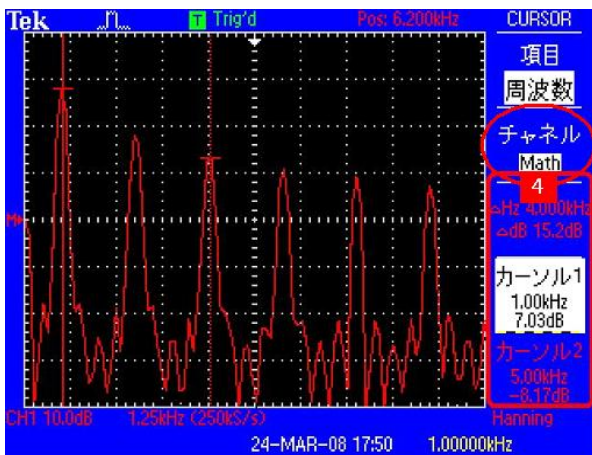 Tek T Trig'd Pos: 6.200kHz CURSOR
項目
周波数
チャネル
Math
4
△Hz 4.000kHz
△dB 15.2dB
M
カーソル1
1.00kHz
7.03dB
カーソル2
5.00kHz
-8.17dB
CH1 10.0dB 1.25kHz (250kS/s) Hanning
24-MAR-08 17:50 1.00000kHz